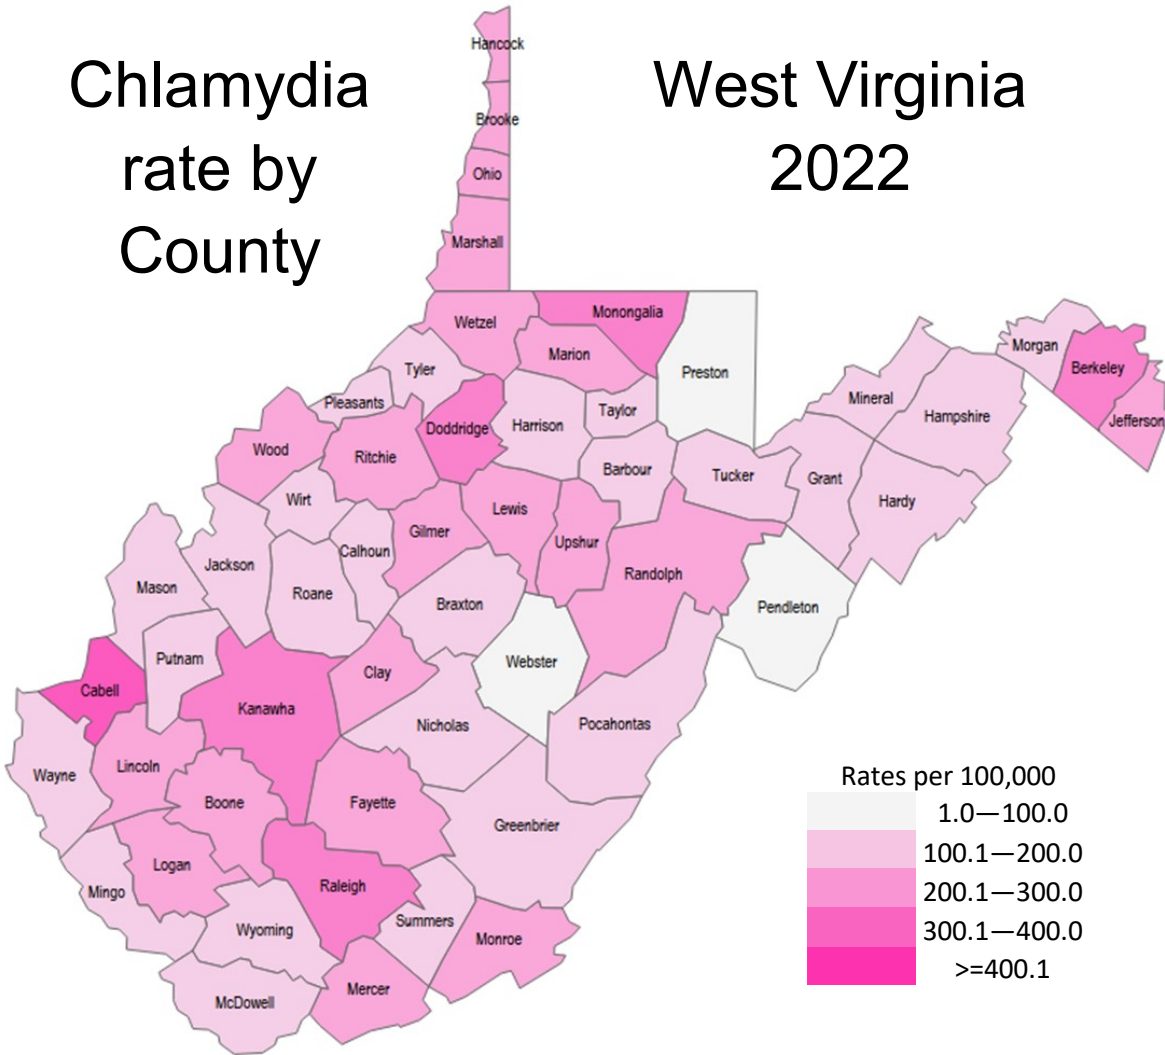 Chlamydia
rate by
County
West Virginia
2022
Hancock
Brooke
Ohio
Marshall
Wetzel
Monongalia
Marion
Preston
Tyler
Pleasants
Doddridge
Harrison
Taylor
Morgan
Berkeley
Jefferson
Mineral
Hampshire
Wood
Ritchie
Barbour
Tucker
Grant
Hardy
Wirt
Lewis
Gilmer
Upshur
Calhoun
Jackson
Roane
Mason
Randolph
Braxton
Pendleton
Putnam
Webster
Cabell
Clay
Kanawha
Nicholas
Pocahontas
Wayne
Lincoln
Boone
Fayette
Greenbrier
Logan
Mingo
Raleigh
Wyoming
Summers
Monroe
Mercer
McDowell
Rates per 100,000
1.0—100.0
100.1—200.0
200.1—300.0
300.1—400.0
>=400.1